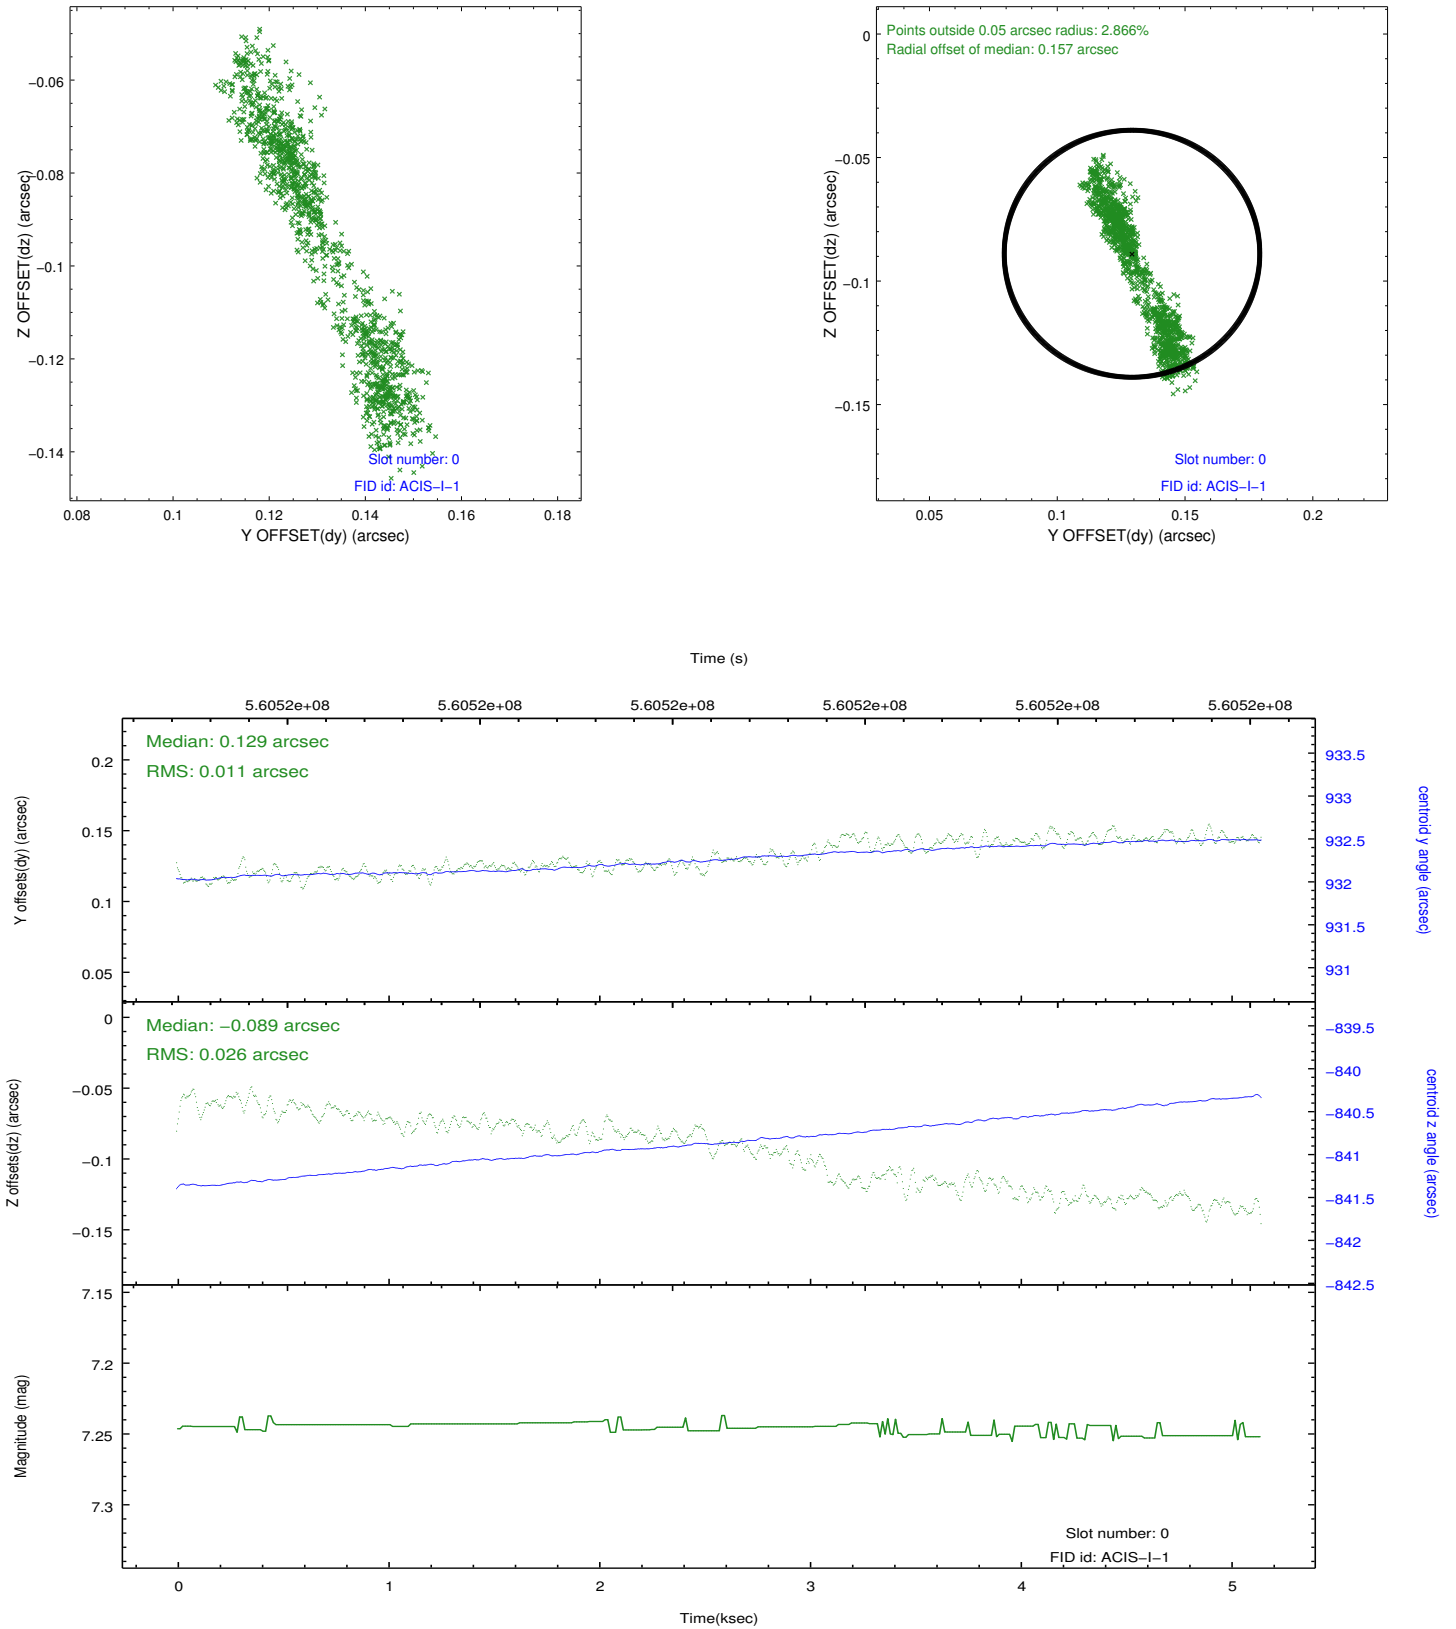 −0.06
−0.08
−0.1
−0.12
−0.14
Z OFFSET(dz) (arcsec)
Slot number: 0
FID id: ACIS−I−1
0.08 0.1 0.12 0.14 0.16 0.18
Y OFFSET(dy) (arcsec)
Points outside 0.05 arcsec radius: 2.866%
Radial offset of median: 0.157 arcsec
0
−0.05
−0.1
−0.15
Z OFFSET(dz) (arcsec)
Slot number: 0
FID id: ACIS−I−1
0.05 0.1 0.15 0.2
Y OFFSET(dy) (arcsec)
Time (s)
5.6052e+08 5.6052e+08 5.6052e+08 5.6052e+08 5.6052e+08 5.6052e+08
Median: 0.129 arcsec
RMS: 0.011 arcsec
0.2
0.15
0.1
0.05
Y offsets(dy) (arcsec)
933.5
933
932.5
932
931.5
931
centroid y angle (arcsec)
Median: −0.089 arcsec
RMS: 0.026 arcsec
0
−0.05
−0.1
−0.15
Z offsets(dz) (arcsec)
−839.5
−840
−840.5
−841
−841.5
−842
−842.5
centroid z angle (arcsec)
7.15
7.2
7.25
7.3
Magnitude (mag)
Slot number: 0
FID id: ACIS−I−1
0 1 2 3 4 5
Time(ksec)